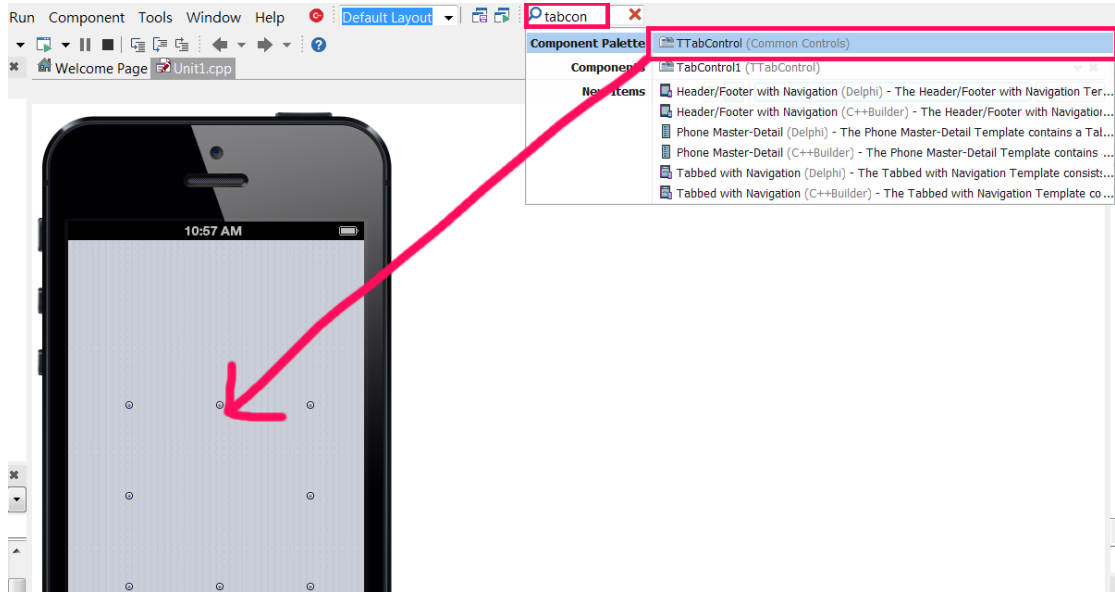 Run Component Tools Window Help Default Layout tabcon
Component Palette TTabControl (Common Controls)
Components TabControl1 (TTabControl)
New Items Header/Footer with Navigation (Delphi) - The Header/Footer with Navigation Ter...
Header/Footer with Navigation (C++Builder) - The Header/Footer with Navigation...
Phone Master-Detail (Delphi) - The Phone Master-Detail Template contains a Tal...
Phone Master-Detail (C++Builder) - The Phone Master-Detail Template contains ...
Tabbed with Navigation (Delphi) - The Tabbed with Navigation Template consists...
Tabbed with Navigation (C++Builder) - The Tabbed with Navigation Template co...
Welcome Page Unit1.cpp
10:57 AM